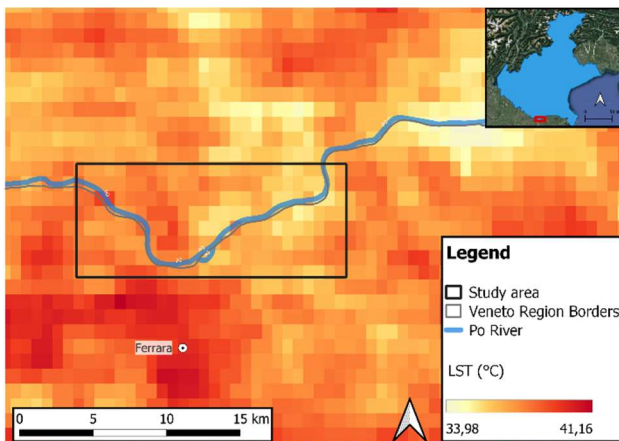 Ferrara
0 5 10 15 km
Legend
Study area
Veneto Region Borders
Po River
LST (°C)
33,98 41,16